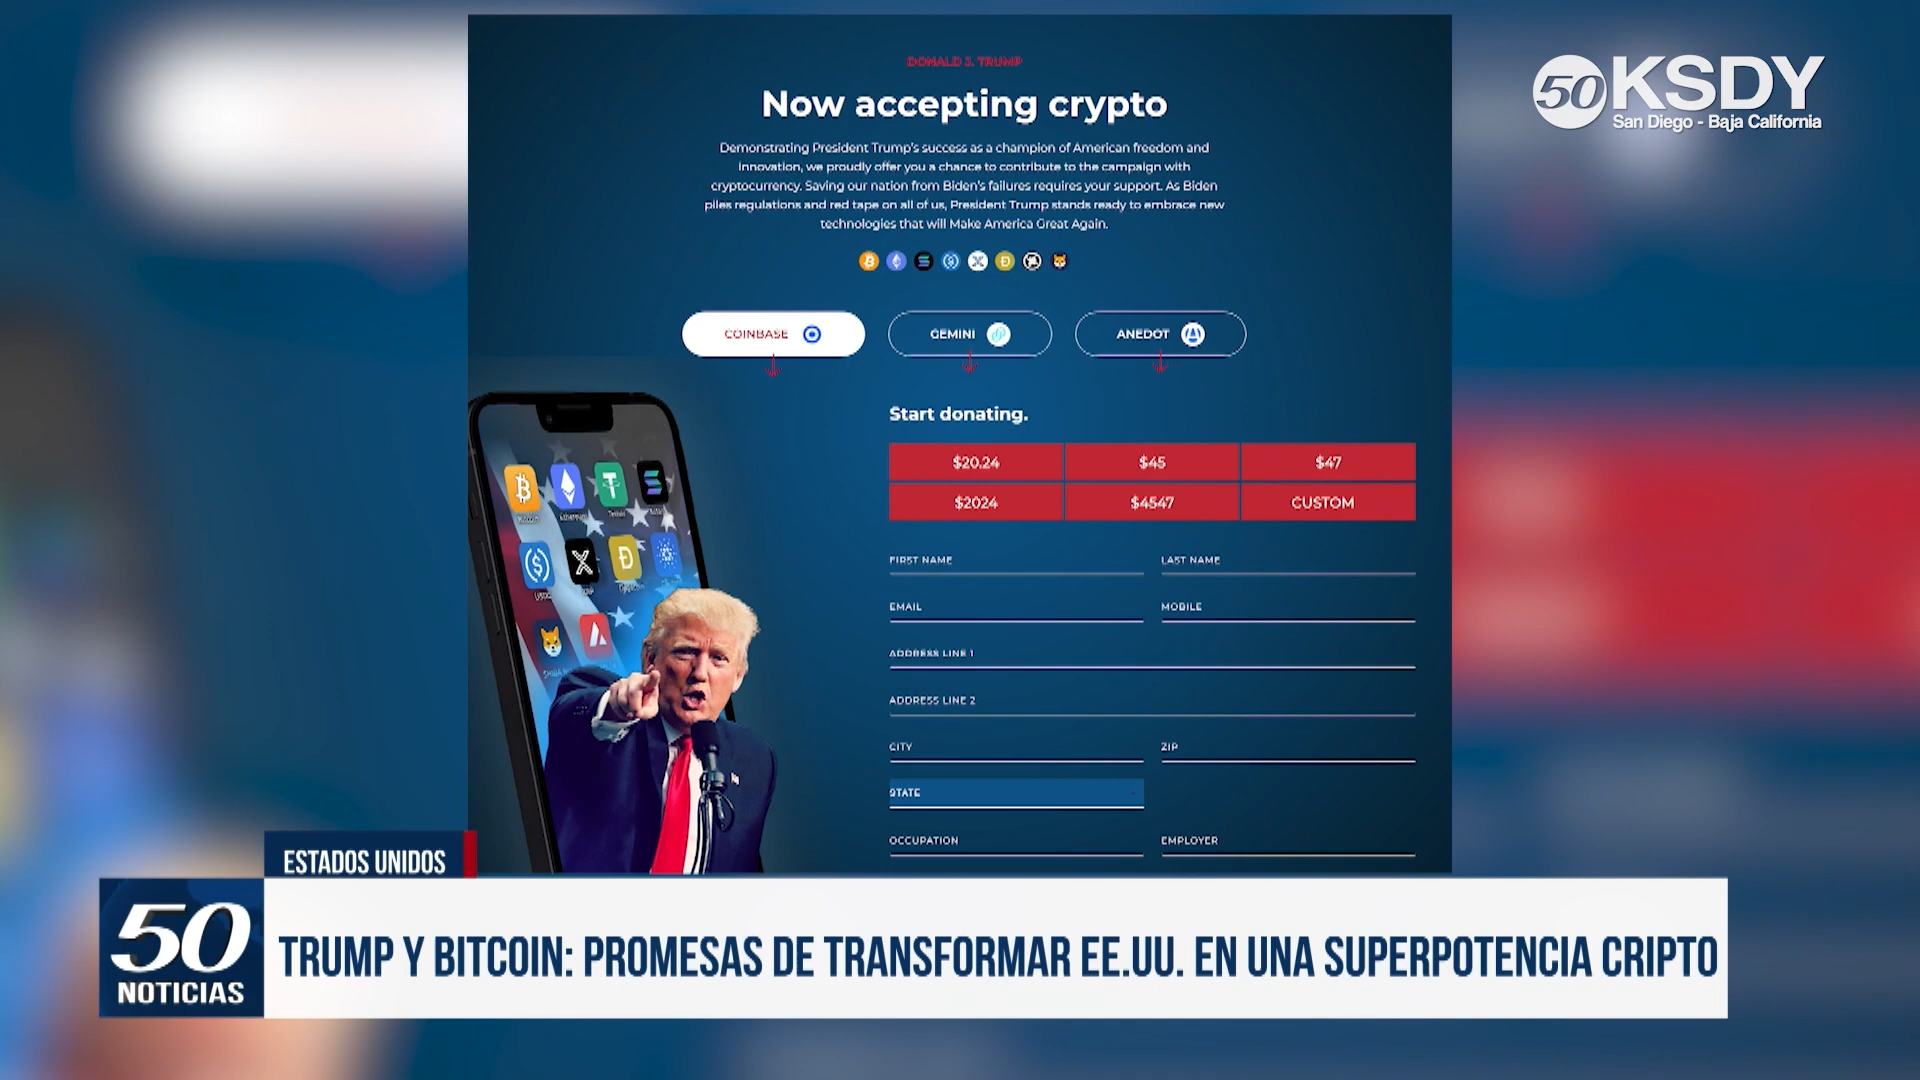 50 KSDY
San Diego - Baja California
DONALD J. TRUMP
Now accepting crypto
Demonstrating President Trump's success as a champion of American freedom and
innovation, we proudly offer you a chance to contribute to the campaign with
cryptocurrency. Saving our nation from Biden's failures requires your support. As Biden
piles regulations and red tape on all of us, President Trump stands ready to embrace new
technologies that will Make America Great Again.
COINBASE GEMINI ANEDOT
Start donating.
$20.24 $45 $47
$2024 $4547 CUSTOM
FIRST NAME LAST NAME
EMAIL MOBILE
ADDRESS LINE 1
ADDRESS LINE 2
CITY ZIP
STATE
OCCUPATION EMPLOYER
ESTADOS UNIDOS
50
NOTICIAS
TRUMP Y BITCOIN: PROMESAS DE TRANSFORMAR EE.UU. EN UNA SUPERPOTENCIA CRIPTO